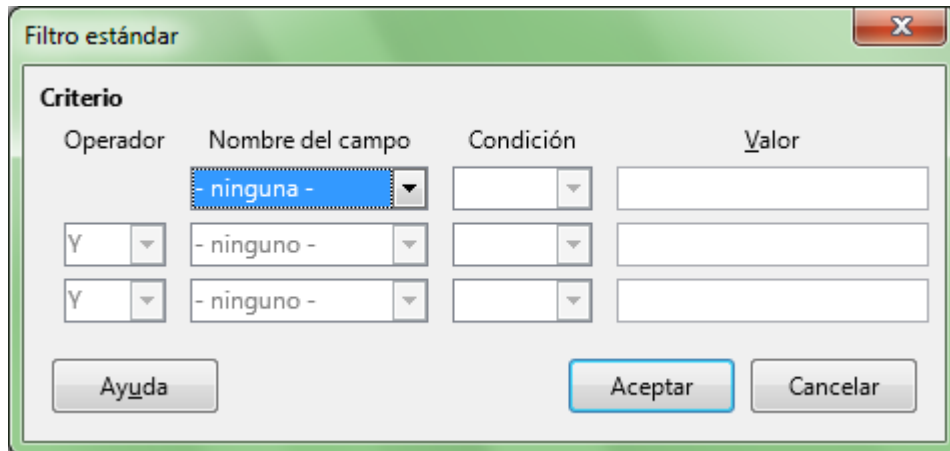 Filtro estándar
Criterio
Operador Nombre del campo Condición Valor
- ninguna -
Y - ninguno -
Y - ninguno -
Ayuda Aceptar Cancelar